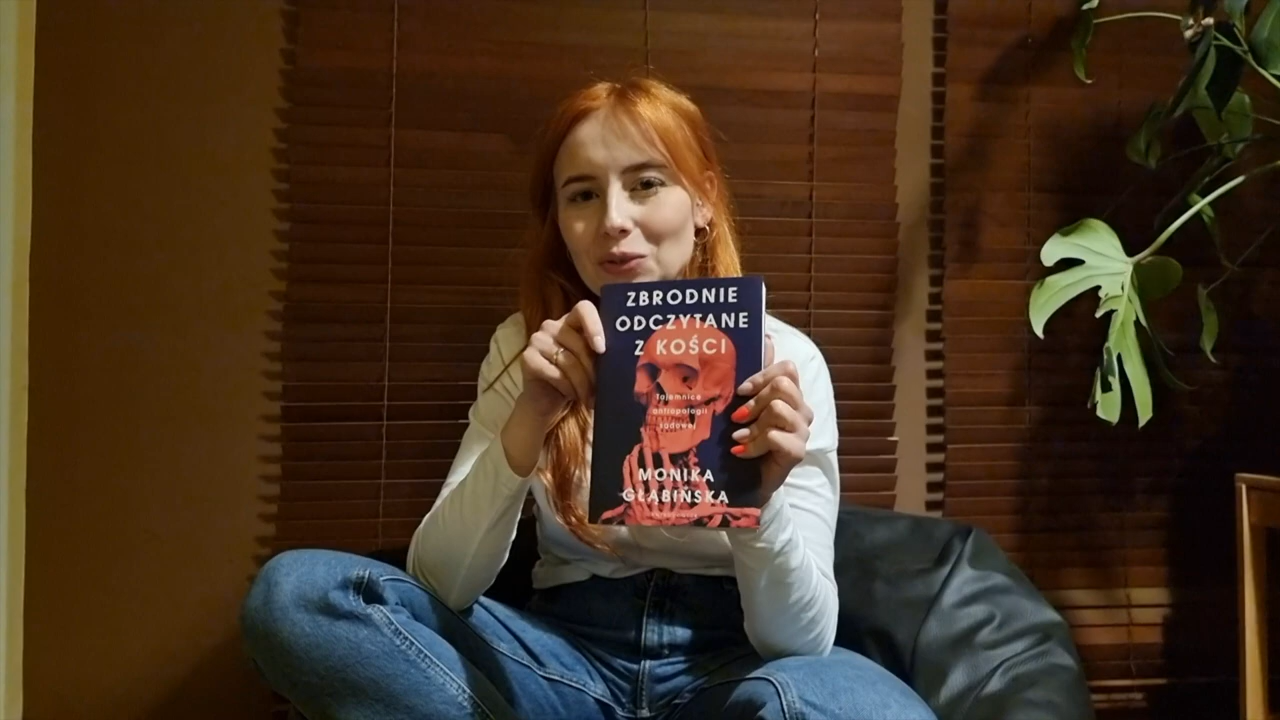 ZBRODNIE
ODCZYTANE
Z KOŚCI
Tajemnice
antropologii
sądowej
MONIKA
GŁĄBIŃSKA